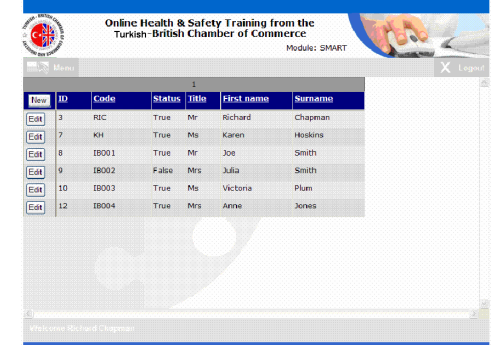 Online Health & Safety Training from the
Turkish-British Chamber of Commerce
Module: SMART
Menu
X Logout
1
New ID Code Status Title First name Surname
Edit 3 RIC True Mr Richard Chapman
Edit 7 KH True Ms Karen Hoskins
Edit 8 IB001 True Mr Joe Smith
Edit 9 IB002 False Mrs Julia Smith
Edit 10 IB003 True Ms Victoria Plum
Edit 12 IB004 True Mrs Anne Jones
Welcome Richard Chapman